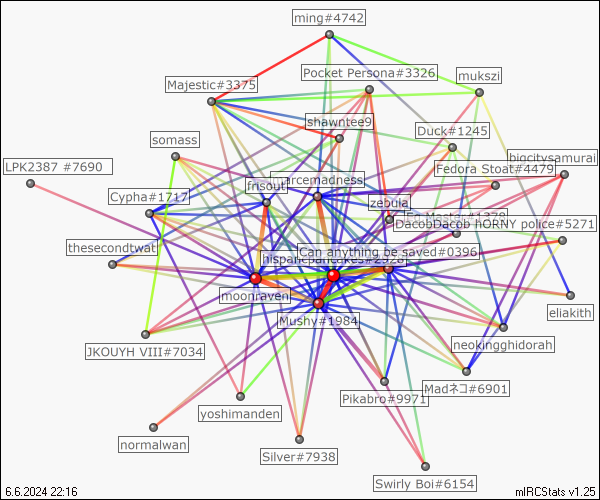 ming#4742
Pocket Persona#3326
mukszi
Majestic#3375
shawntee9
Duck#1245
somass
bigcitysamurai
LPK2387 #7690
Fedora Stoat#4479
frisout
arcemadness
Cypha#1717
zebula
DacobDacob HORNY police#5271
thesecondtwat
Can anything be saved#0396
moonraven
eliakith
Mushy#1984
neokingghidorah
JKOUYH VIII#7034
Madネコ#6901
Pikabro#9971
yoshimanden
normalwan
Silver#7938
Swirly Boi#6154
6.6.2024 22:16
mIRCStats v1.25